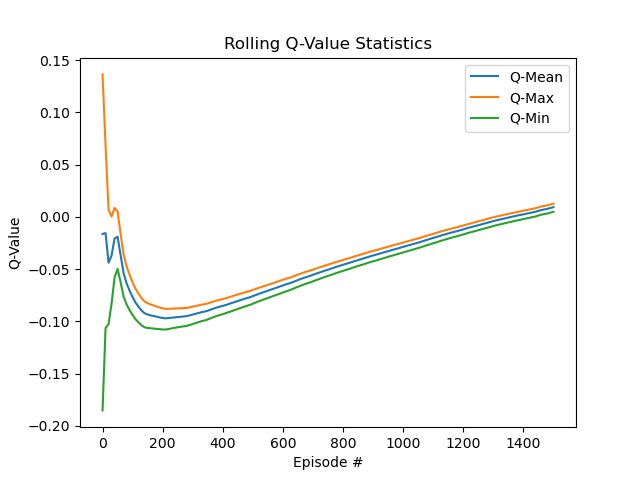 Rolling Q-Value Statistics
Q-Mean
Q-Max
Q-Min
Q-Value
0.15
0.10
0.05
0.00
−0.05
−0.10
−0.15
−0.20
0 200 400 600 800 1000 1200 1400
Episode #